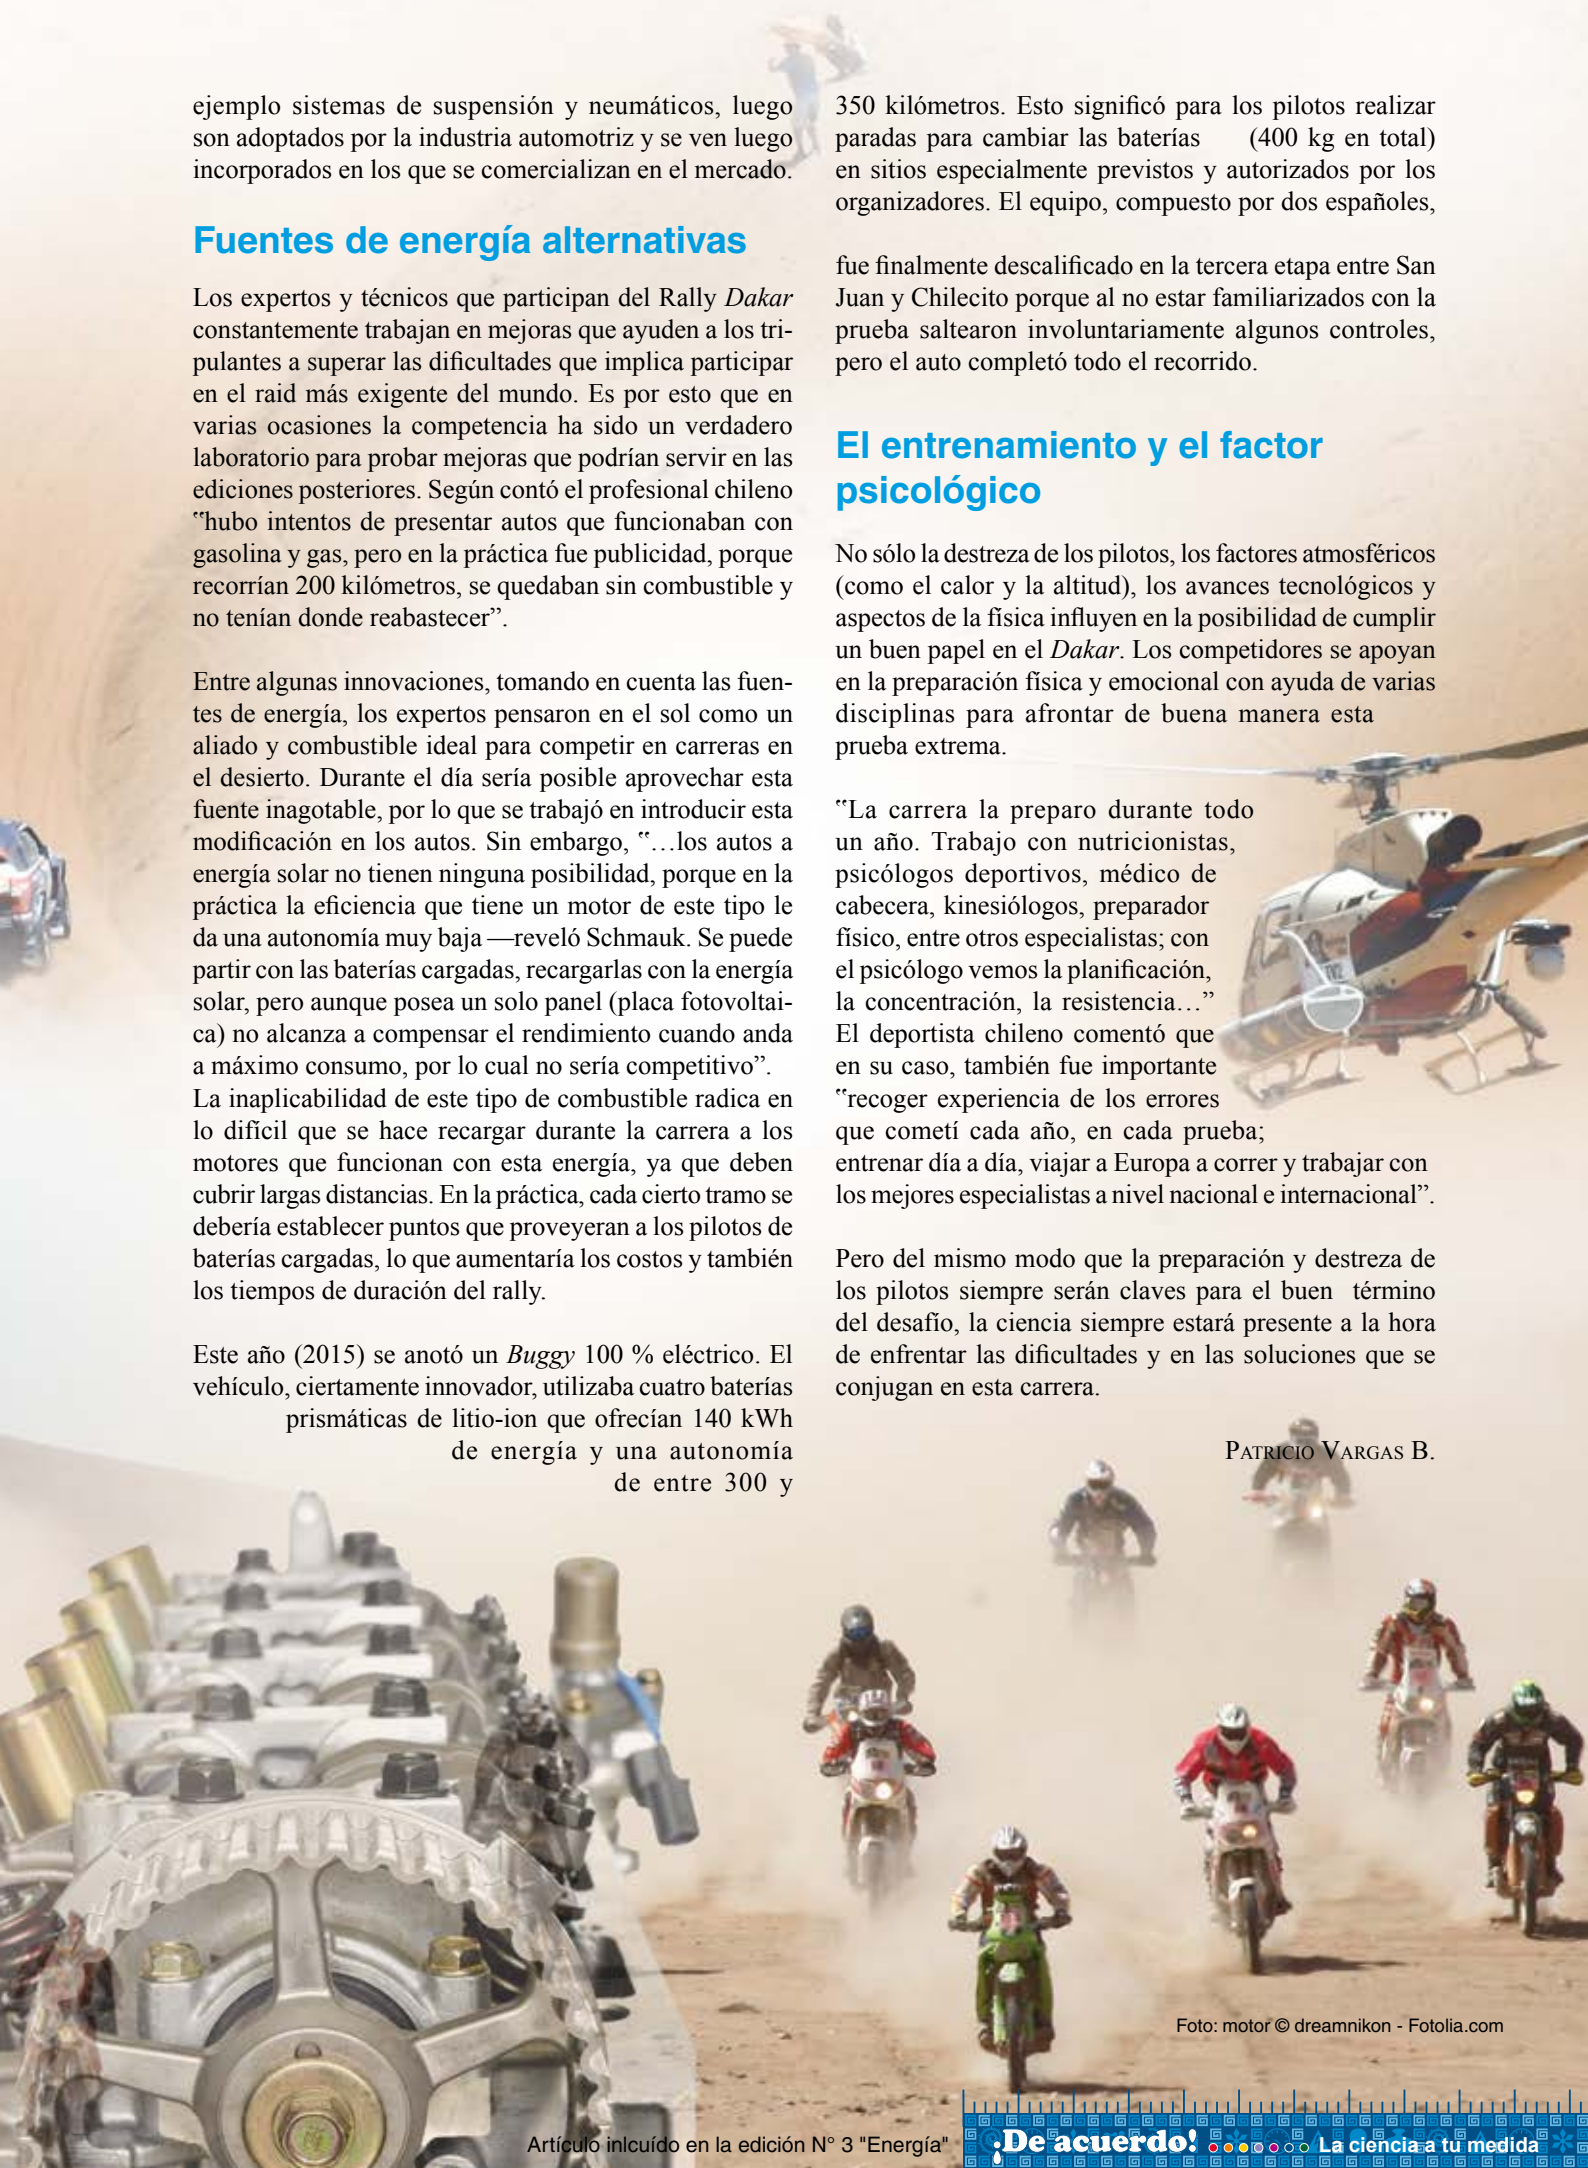 ejemplo sistemas de suspensión y neumáticos, luego
son adoptados por la industria automotriz y se ven luego
incorporados en los que se comercializan en el mercado.
Fuentes de energía alternativas
Los expertos y técnicos que participan del Rally Dakar
constantemente trabajan en mejoras que ayuden a los tri-
pulantes a superar las dificultades que implica participar
en el raid más exigente del mundo. Es por esto que en
varias ocasiones la competencia ha sido un verdadero
laboratorio para probar mejoras que podrían servir en las
ediciones posteriores. Según contó el profesional chileno
“hubo intentos de presentar autos que funcionaban con
gasolina y gas, pero en la práctica fue publicidad, porque
recorrían 200 kilómetros, se quedaban sin combustible y
no tenían donde reabastecer”.
Entre algunas innovaciones, tomando en cuenta las fuen-
tes de energía, los expertos pensaron en el sol como un
aliado y combustible ideal para competir en carreras en
el desierto. Durante el día sería posible aprovechar esta
fuente inagotable, por lo que se trabajó en introducir esta
modificación en los autos. Sin embargo, “…los autos a
energía solar no tienen ninguna posibilidad, porque en la
práctica la eficiencia que tiene un motor de este tipo le
da una autonomía muy baja —reveló Schmauk. Se puede
partir con las baterías cargadas, recargarlas con la energía
solar, pero aunque posea un solo panel (placa fotovoltai-
ca) no alcanza a compensar el rendimiento cuando anda
a máximo consumo, por lo cual no sería competitivo”.
La inaplicabilidad de este tipo de combustible radica en
lo difícil que se hace recargar durante la carrera a los
motores que funcionan con esta energía, ya que deben
cubrir largas distancias. En la práctica, cada cierto tramo se
debería establecer puntos que proveyeran a los pilotos de
baterías cargadas, lo que aumentaría los costos y también
los tiempos de duración del rally.
Este año (2015) se anotó un Buggy 100 % eléctrico. El
vehículo, ciertamente innovador, utilizaba cuatro baterías
prismáticas de litio-ion que ofrecían 140 kWh
de energía y una autonomía
de entre 300 y
350 kilómetros. Esto significó para los pilotos realizar
paradas para cambiar las baterías (400 kg en total)
en sitios especialmente previstos y autorizados por los
organizadores. El equipo, compuesto por dos españoles,
fue finalmente descalificado en la tercera etapa entre San
Juan y Chilecito porque al no estar familiarizados con la
prueba saltearon involuntariamente algunos controles,
pero el auto completó todo el recorrido.
El entrenamiento y el factor
psicológico
No sólo la destreza de los pilotos, los factores atmosféricos
(como el calor y la altitud), los avances tecnológicos y
aspectos de la física influyen en la posibilidad de cumplir
un buen papel en el Dakar. Los competidores se apoyan
en la preparación física y emocional con ayuda de varias
disciplinas para afrontar de buena manera esta
prueba extrema.
“La carrera la preparo durante todo
un año. Trabajo con nutricionistas,
psicólogos deportivos, médico de
cabecera, kinesiólogos, preparador
físico, entre otros especialistas; con
el psicólogo vemos la planificación,
la concentración, la resistencia…”
El deportista chileno comentó que
en su caso, también fue importante
“recoger experiencia de los errores
que cometí cada año, en cada prueba;
entrenar día a día, viajar a Europa a correr y trabajar con
los mejores especialistas a nivel nacional e internacional”.
Pero del mismo modo que la preparación y destreza de
los pilotos siempre serán claves para el buen término
del desafío, la ciencia siempre estará presente a la hora
de enfrentar las dificultades y en las soluciones que se
conjugan en esta carrera.
Patricio Vargas B.
Foto: motor © dreamnikon - Fotolia.com
Artículo inlcuído en la edición N° 3 "Energía"
¡De acuerdo! La ciencia a tu medida